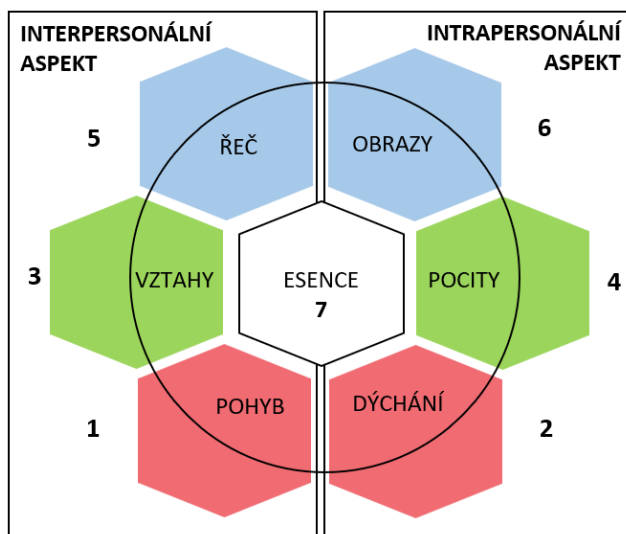 INTERPERSONÁLNÍ
ASPEKT
INTRAPERSONÁLNÍ
ASPEKT
5
ŘEČ
OBRAZY
6
3
VZTAHY
ESENCE
7
POCITY
4
1
POHYB
DÝCHÁNÍ
2